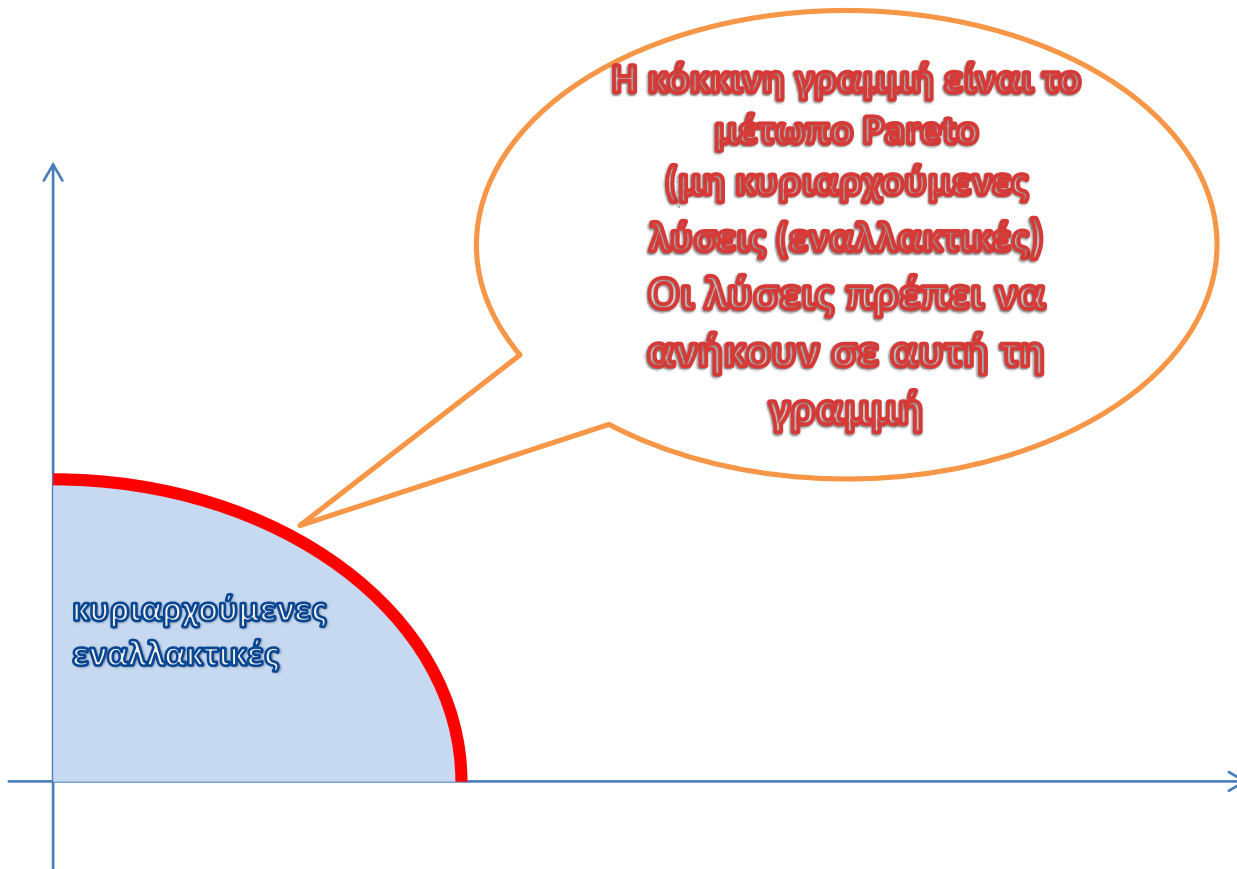 Η κόκκινη γραμμή είναι το
μέτωπο Pareto
(μη κυριαρχούμενες
λύσεις (εναλλακτικές)
Οι λύσεις πρέπει να
ανήκουν σε αυτή τη
γραμμή
κυριαρχούμενες
εναλλακτικές